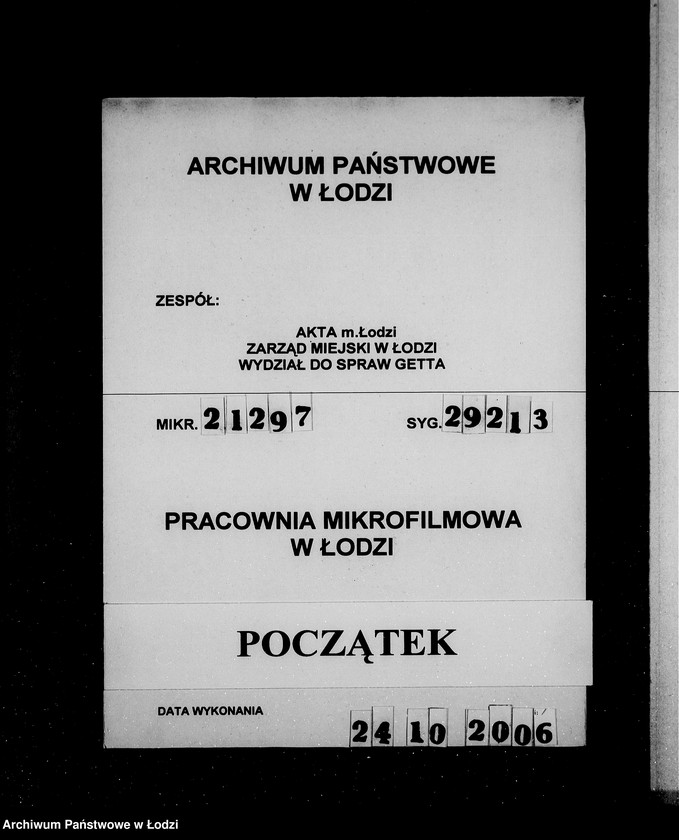 ARCHIWUM PAŃSTWOWE
W ŁODZI
ZESPÓŁ:
AKTA m.Łodzi
ZARZĄD MIEJSKI W ŁODZI
WYDZIAŁ DO SPRAW GETTA
MIKR. 21297 SYG. 29213
PRACOWNIA MIKROFILMOWA
W ŁODZI
POCZĄTEK
DATA WYKONANIA
24 10 2006
Archiwum Państwowe w Łodzi